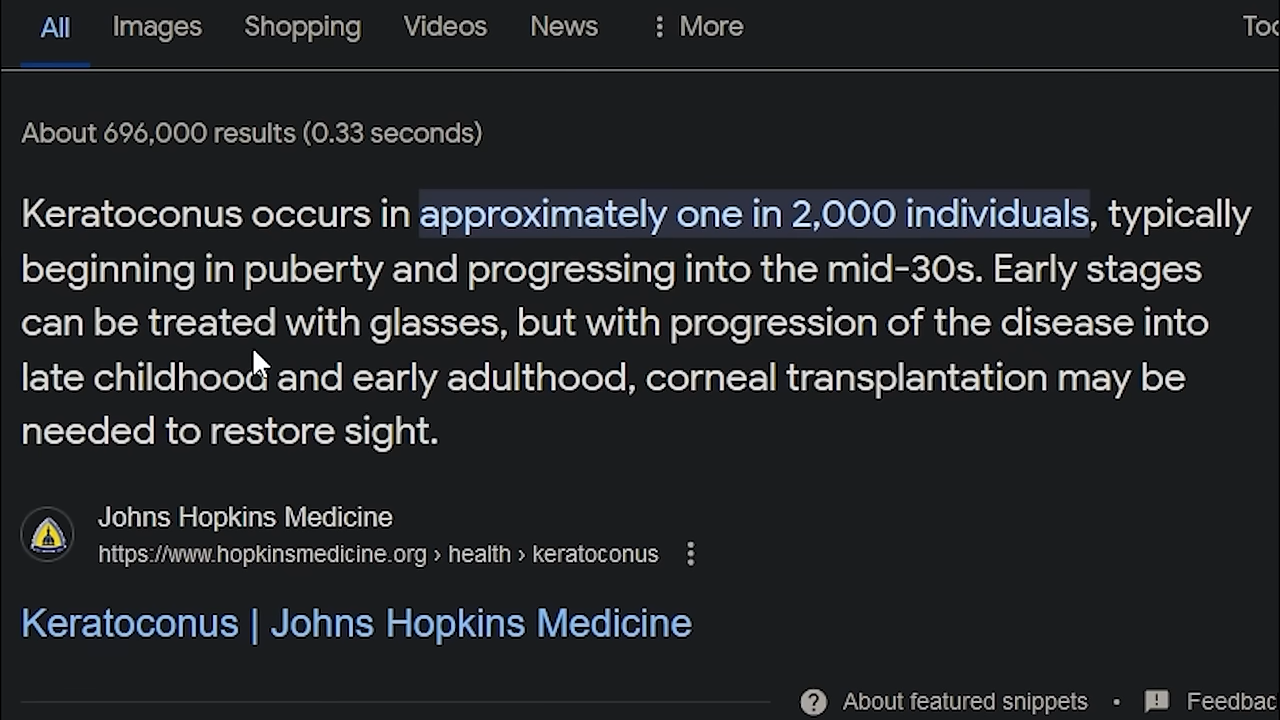 All Images Shopping Videos News More
About 696,000 results (0.33 seconds)
Keratoconus occurs in approximately one in 2,000 individuals, typically
beginning in puberty and progressing into the mid-30s. Early stages
can be treated with glasses, but with progression of the disease into
late childhood and early adulthood, corneal transplantation may be
needed to restore sight.
Johns Hopkins Medicine
https://www.hopkinsmedicine.org › health › keratoconus
Keratoconus | Johns Hopkins Medicine
About featured snippets • Feedbac